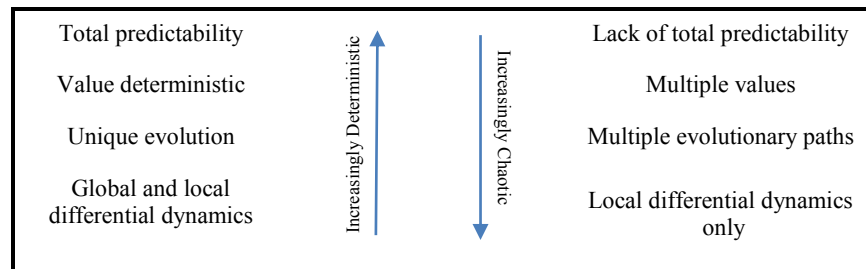 Total predictability
Value deterministic
Unique evolution
Global and local
differential dynamics
Increasingly Deterministic
Increasingly Chaotic
Lack of total predictability
Multiple values
Multiple evolutionary paths
Local differential dynamics
only